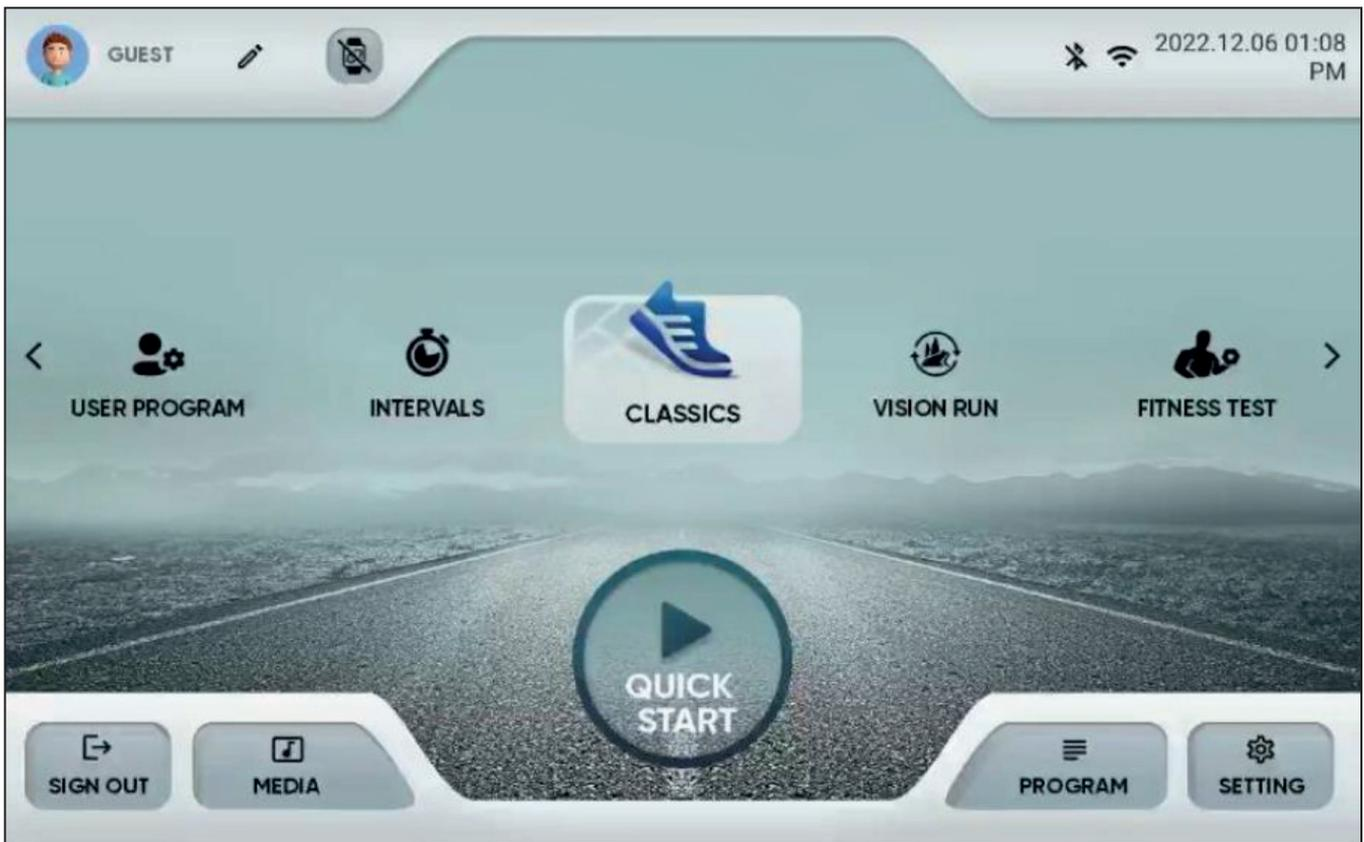 GUEST
2022.12.06 01:08
PM
USER PROGRAM
INTERVALS
CLASSICS
VISION RUN
FITNESS TEST
QUICK
START
SIGN OUT
MEDIA
PROGRAM
SETTING